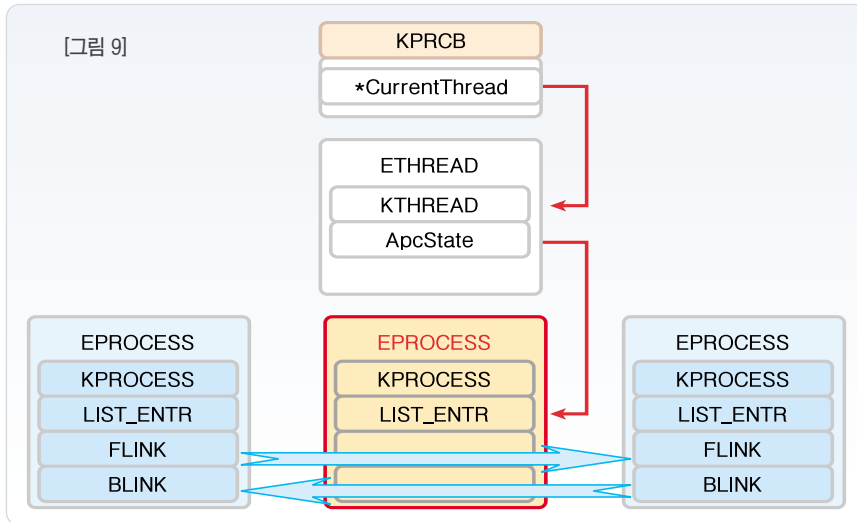 [그림 9]
KPRCB
*CurrentThread
ETHREAD
KTHREAD
ApcState
EPROCESS
KPROCESS
LIST_ENTR
FLINK
BLINK
EPROCESS
KPROCESS
LIST_ENTR
EPROCESS
KPROCESS
LIST_ENTR
FLINK
BLINK